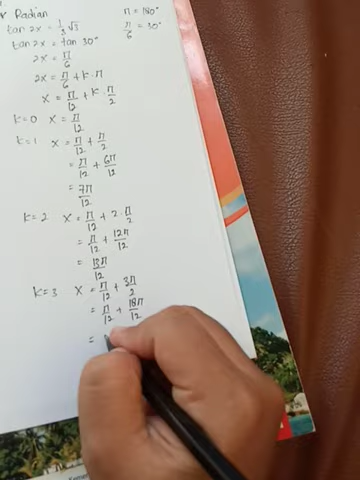 Radian
tan 2x = 1/3 √3
π = 180°
tan 2x = tan 30°
π/6 = 30°
2x = π/6
2x = π/6 + k . π
x = π/12 + k . π/2
k = 0 x = π/12
k = 1 x = π/12 + π/2
= π/12 + 6π/12
= 7π/12
k = 2 x = π/12 + 2 . π/2
= π/12 + 12π/12
= 13π/12
k = 3 x = π/12 + 3π/2
= π/12 + 18π/12
=